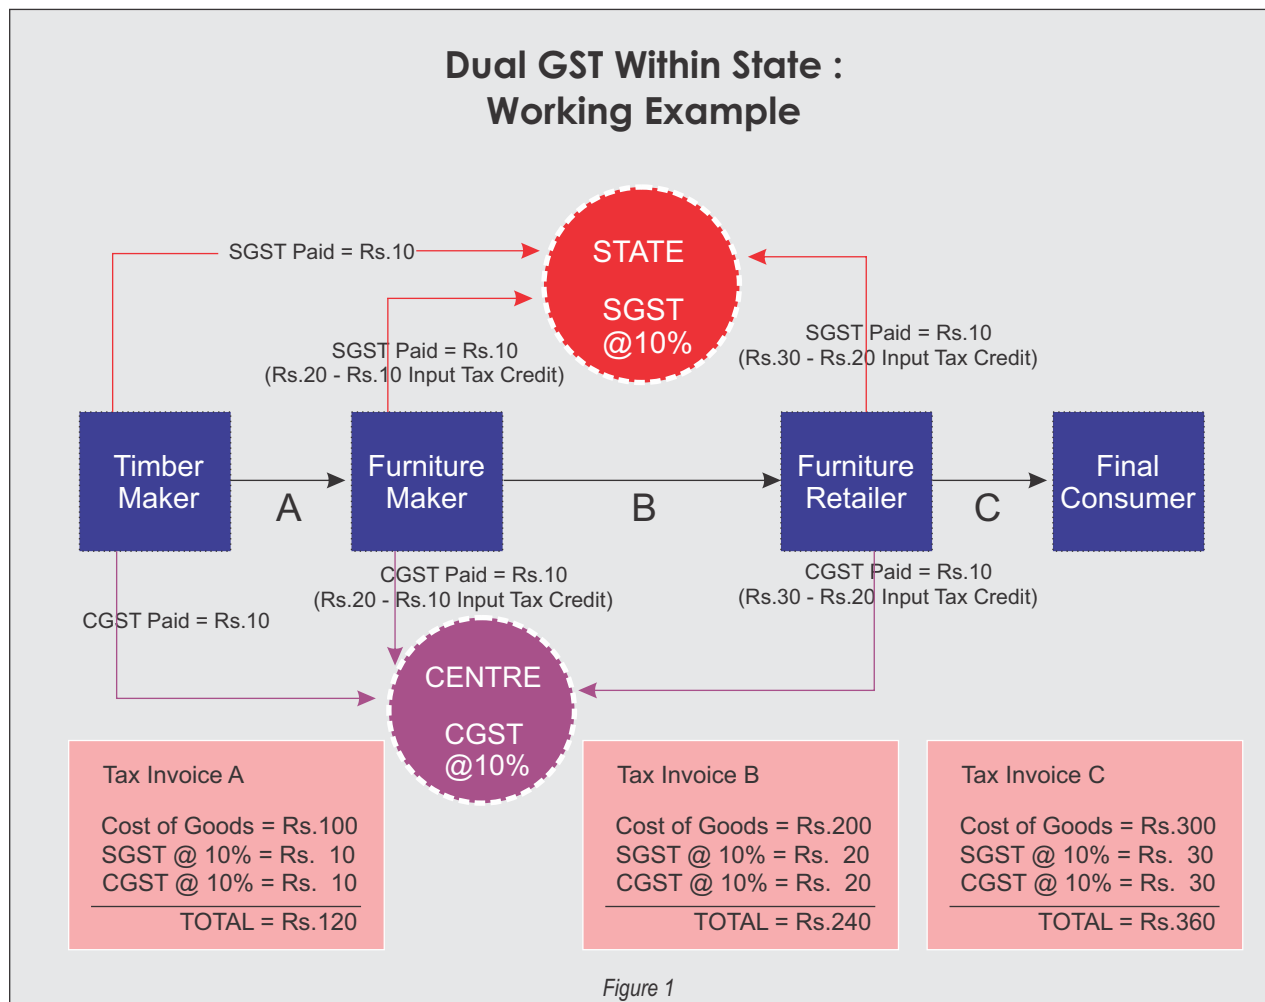 Dual GST Within State :
Working Example
STATE
SGST
@10%
SGST Paid = Rs.10
SGST Paid = Rs.10
(Rs.20 - Rs.10 Input Tax Credit)
SGST Paid = Rs.10
(Rs.30 - Rs.20 Input Tax Credit)
Timber
Maker
A
Furniture
Maker
B
Furniture
Retailer
C
Final
Consumer
CGST Paid = Rs.10
CGST Paid = Rs.10
(Rs.20 - Rs.10 Input Tax Credit)
CGST Paid = Rs.10
(Rs.30 - Rs.20 Input Tax Credit)
CENTRE
CGST
@10%
Tax Invoice A
Cost of Goods = Rs.100
SGST @ 10% = Rs. 10
CGST @ 10% = Rs. 10
TOTAL = Rs.120
Tax Invoice B
Cost of Goods = Rs.200
SGST @ 10% = Rs. 20
CGST @ 10% = Rs. 20
TOTAL = Rs.240
Tax Invoice C
Cost of Goods = Rs.300
SGST @ 10% = Rs. 30
CGST @ 10% = Rs. 30
TOTAL = Rs.360
Figure 1